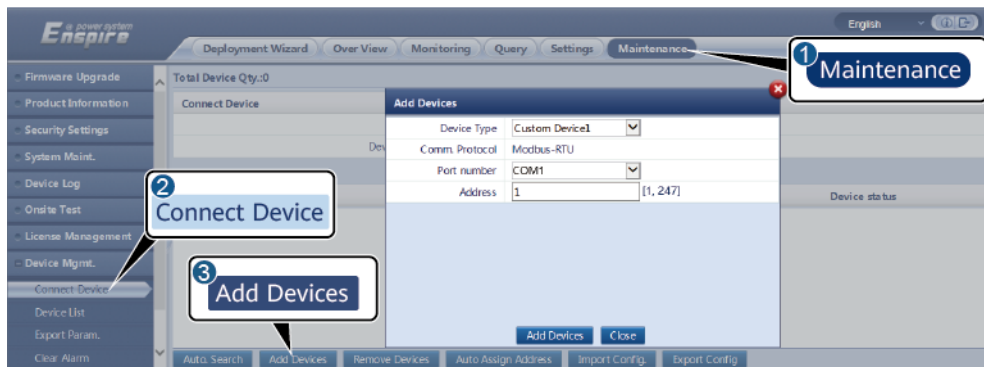 power system
Enspire
English
Deployment Wizard Over View Monitoring Query Settings Maintenance
1
Maintenance
Firmware Upgrade
Product Information
Security Settings
System Maint.
Device Log
Onsite Test
License Management
Device Mgmt.
Connect Device
Device List
Export Param.
Clear Alarm
Total Device Qty.:0
Connect Device
Dev
Device status
Add Devices
Device Type Custom Device1
Comm. Protocol Modbus-RTU
Port number COM1
Address 1 [1, 247]
Add Devices Close
2
Connect Device
3
Add Devices
Auto. Search Add Devices Remove Devices Auto Assign Address Import Config. Export Config